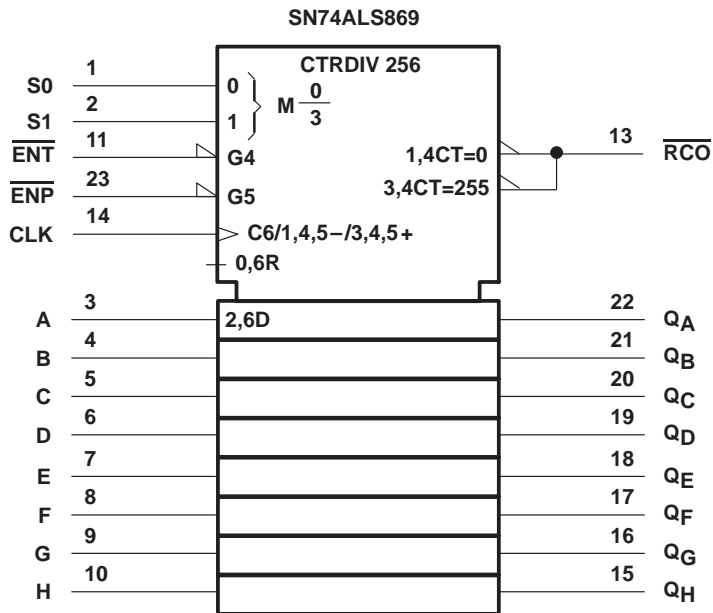 SN74ALS869
CTRDIV 256
S0 1 0 M 0/3
S1 2 1
ENT 11 G4 1,4CT=0 13 RCO
ENP 23 G5 3,4CT=255
CLK 14 C6/1,4,5−/3,4,5+
0,6R
A 3 2,6D 22 QA
B 4 21 QB
C 5 20 QC
D 6 19 QD
E 7 18 QE
F 8 17 QF
G 9 16 QG
H 10 15 QH